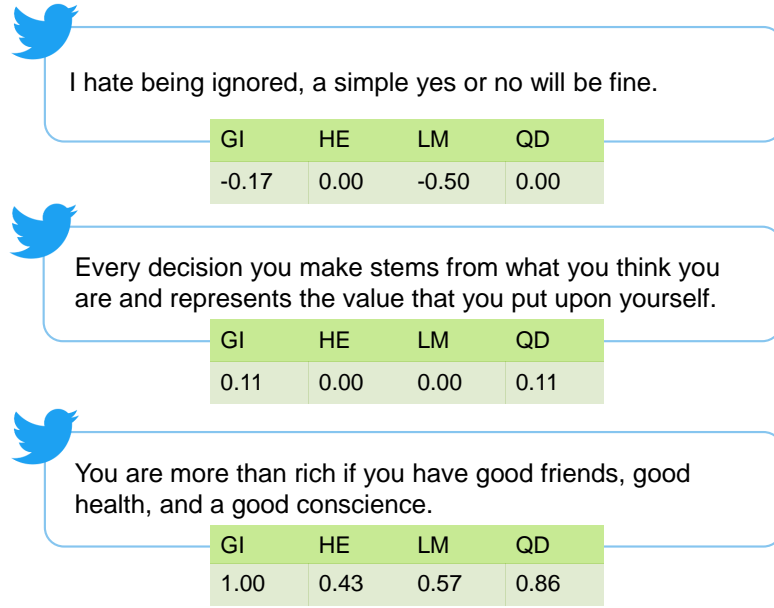 I hate being ignored, a simple yes or no will be fine.
GI HE LM QD
-0.17 0.00 -0.50 0.00
Every decision you make stems from what you think you
are and represents the value that you put upon yourself.
GI HE LM QD
0.11 0.00 0.00 0.11
You are more than rich if you have good friends, good
health, and a good conscience.
GI HE LM QD
1.00 0.43 0.57 0.86